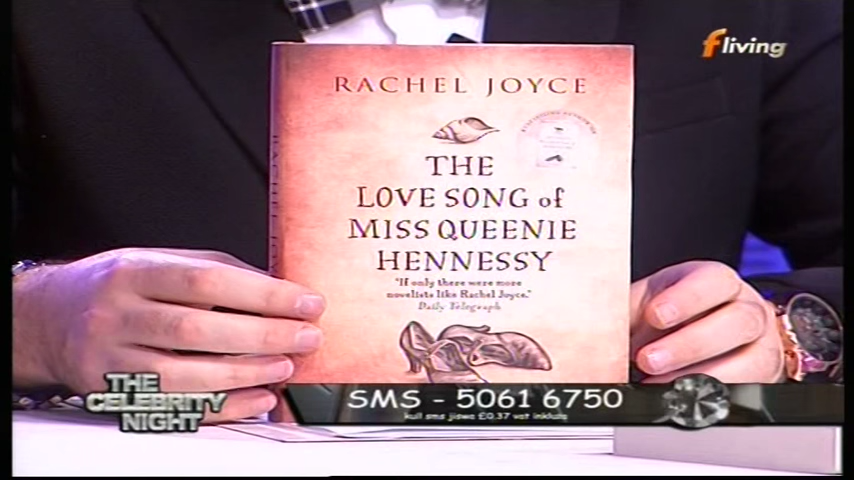 f living
RACHEL JOYCE
THE
LOVE SONG of
MISS QUEENIE
HENNESSY
"If only there were more
novelists like Rachel Joyce."
Daily Telegraph
THE
CELEBRITY
NIGHT
SMS - 5061 6750
kull sms jiswa £0.37 vat inkluża